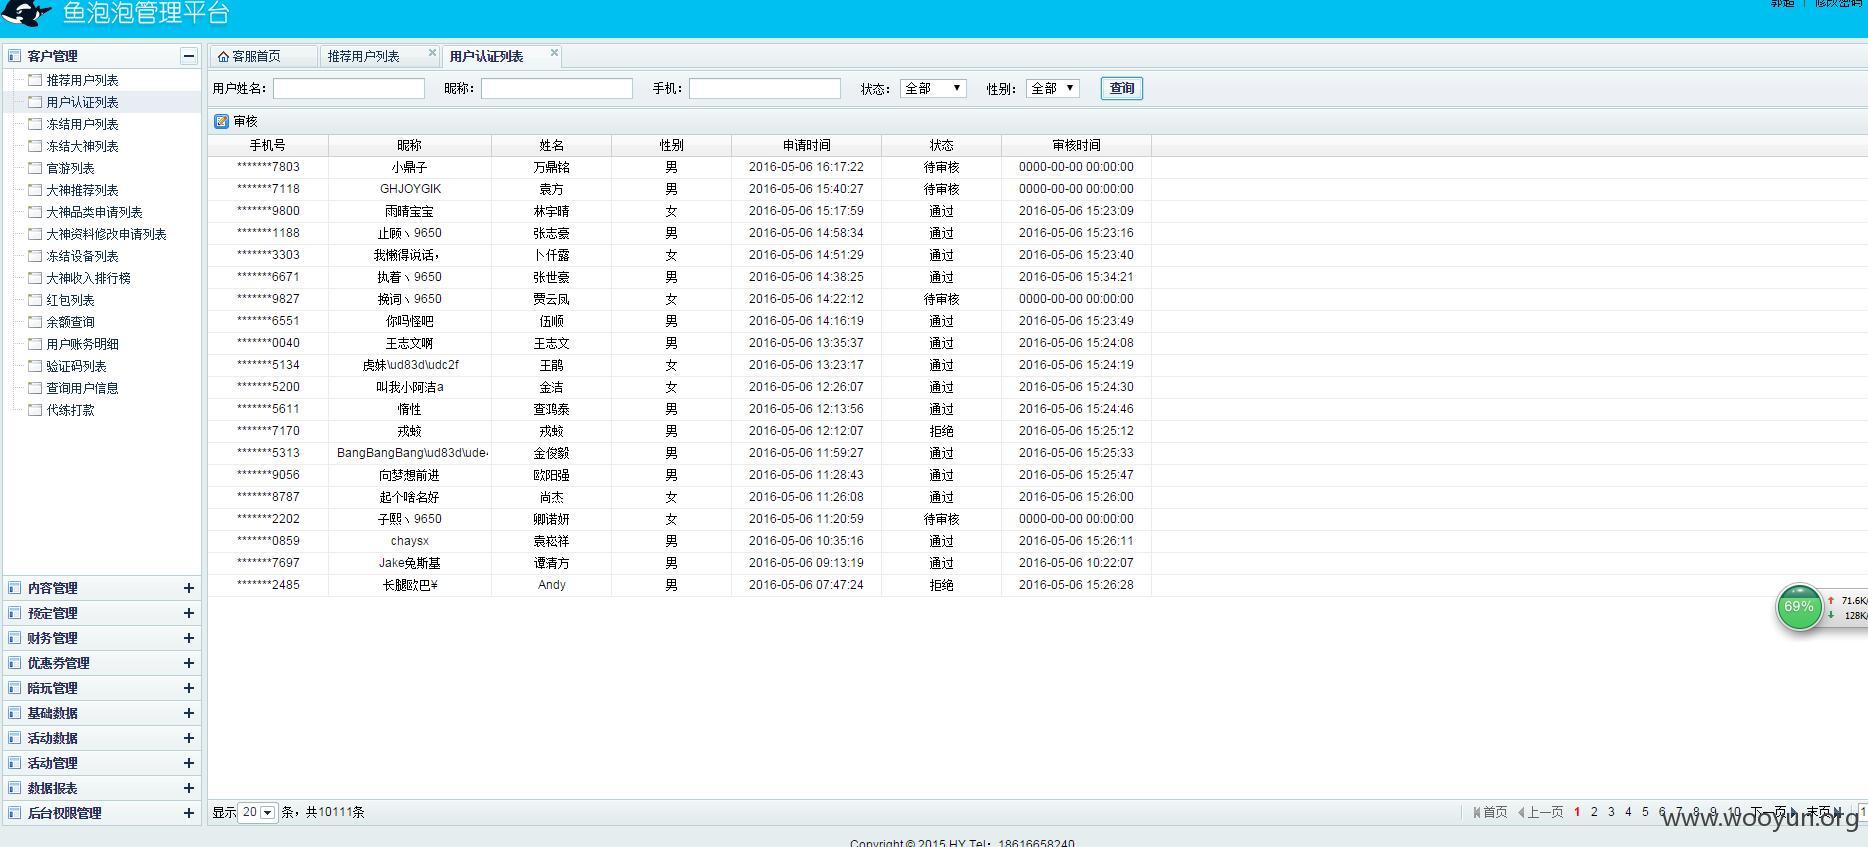 鱼泡泡管理平台
郭超 | 修改密码
客户管理
推荐用户列表
用户认证列表
冻结用户列表
冻结大神列表
官游列表
大神推荐列表
大神品类申请列表
大神资料修改申请列表
冻结设备列表
大神收入排行榜
红包列表
余额查询
用户账务明细
验证码列表
查询用户信息
代练打款
内容管理
预定管理
财务管理
优惠券管理
陪玩管理
基础数据
活动数据
活动管理
数据报表
后台权限管理
客服首页 推荐用户列表 用户认证列表
用户姓名: 昵称: 手机: 状态: 全部 性别: 全部 查询
审核
手机号 昵称 姓名 性别 申请时间 状态 审核时间
*******7803 小鼎子 万鼎铭 男 2016-05-06 16:17:22 待审核 0000-00-00 00:00:00
*******7118 GHJOYGIK 袁方 男 2016-05-06 15:40:27 待审核 0000-00-00 00:00:00
*******9800 雨晴宝宝 林宇晴 女 2016-05-06 15:17:59 通过 2016-05-06 15:23:09
*******1188 止顾ヽ9650 张志豪 男 2016-05-06 14:58:34 通过 2016-05-06 15:23:16
*******3303 我懒得说话， 卜仟露 女 2016-05-06 14:51:29 通过 2016-05-06 15:23:40
*******6671 执着ヽ9650 张世豪 男 2016-05-06 14:38:25 通过 2016-05-06 15:34:21
*******9827 挽词ヽ9650 贾云凤 女 2016-05-06 14:22:12 待审核 0000-00-00 00:00:00
*******6551 你吗怪吧 伍顺 男 2016-05-06 14:16:19 通过 2016-05-06 15:23:49
*******0040 王志文啊 王志文 男 2016-05-06 13:35:37 通过 2016-05-06 15:24:08
*******5134 虎妹\ud83d\udc2f 王鹃 女 2016-05-06 13:23:17 通过 2016-05-06 15:24:19
*******5200 叫我小阿洁a 金洁 女 2016-05-06 12:26:07 通过 2016-05-06 15:24:30
*******5611 惰性 查鸿泰 男 2016-05-06 12:13:56 通过 2016-05-06 15:24:46
*******7170 戎蛟 戎蛟 男 2016-05-06 12:12:07 拒绝 2016-05-06 15:25:12
*******5313 BangBangBang\ud83d\ude 金俊毅 男 2016-05-06 11:59:27 通过 2016-05-06 15:25:33
*******9056 向梦想前进 欧阳强 男 2016-05-06 11:28:43 通过 2016-05-06 15:25:47
*******8787 起个啥名好 尚杰 女 2016-05-06 11:26:08 通过 2016-05-06 15:26:00
*******2202 子熙ヽ9650 卿诺妍 女 2016-05-06 11:20:59 待审核 0000-00-00 00:00:00
*******0859 chaysx 袁崧祥 男 2016-05-06 10:35:16 通过 2016-05-06 15:26:11
*******7697 Jake兔斯基 谭清方 男 2016-05-06 09:13:19 通过 2016-05-06 10:22:07
*******2485 长腿欧巴¥ Andy 男 2016-05-06 07:47:24 拒绝 2016-05-06 15:26:28
69% 71.6K/
128K/
显示 20 条，共10111条 首页 上一页 1 2 3 4 5 6 7 8 9 10 下一页 末页 1
www.wooyun.org
Copyright © 2015 HY Tel: 18616658240